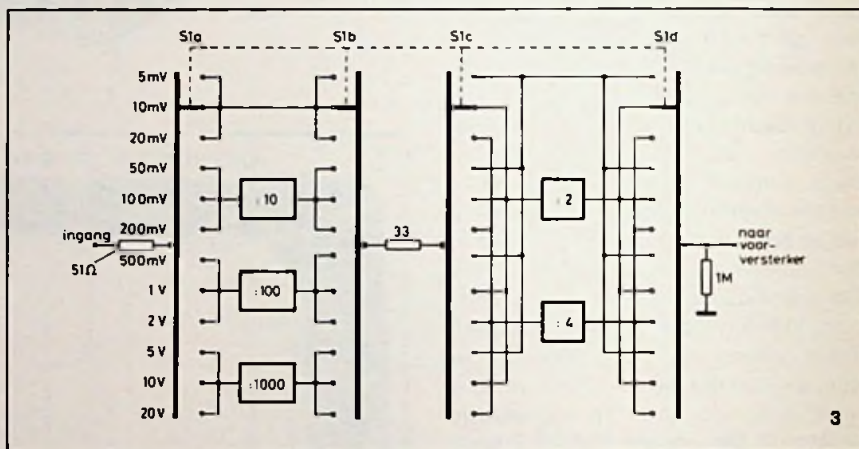 S1a S1b S1c S1d
5mV
10mV
20mV
50mV
100mV
:10
:2
200mV
ingang
51Ω
33
naar
voor-
versterker
1M
500mV
1 V
:100
:4
2 V
5V
10V
:1000
20V
3